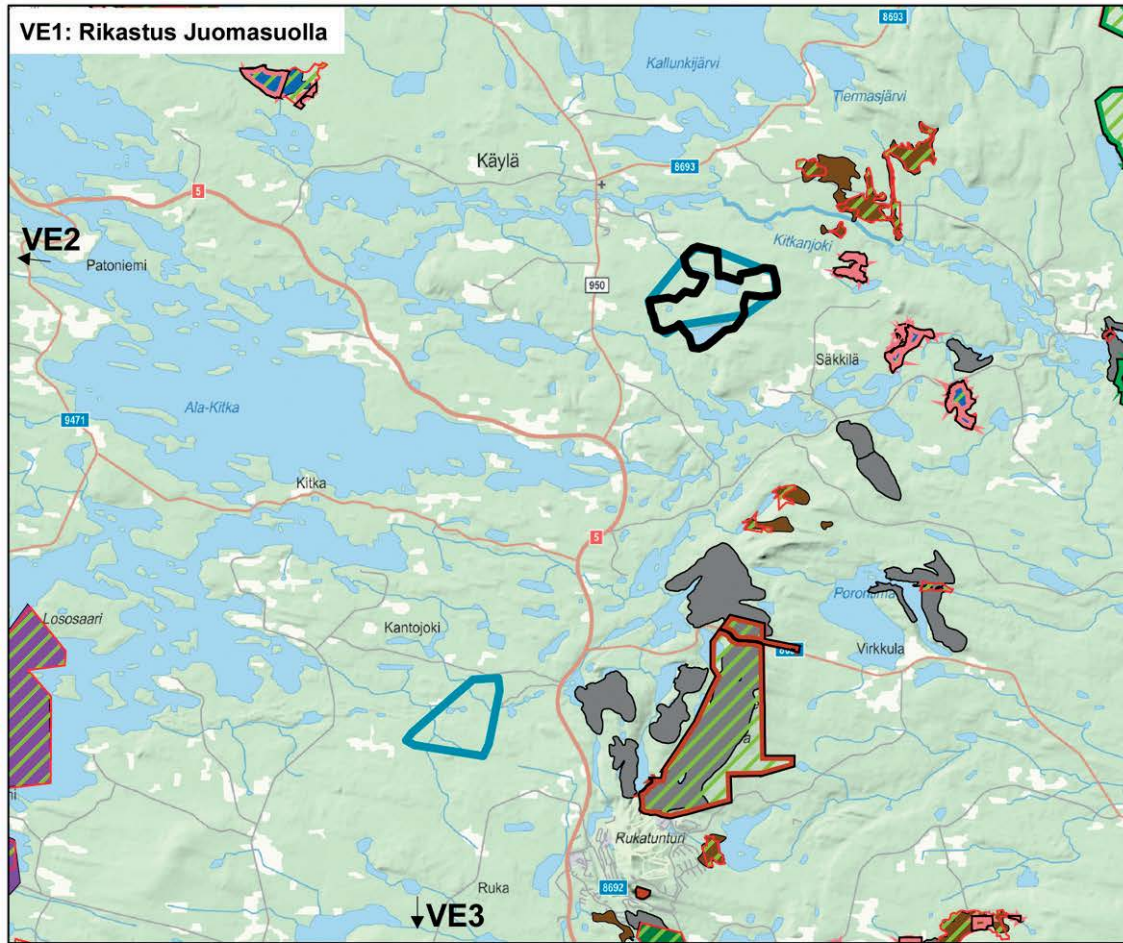 VE1: Rikastus Juomasuolla
8693
Kallunkijärvi
Tiermasjärvi
Käylä
8693
5
VE2
Patoniemi
Kitkanjoki
950
Säkkilä
Ala-Kitka
9471
Kitka
5
Lososaari
Kantojoki
Virkkula
Rukatunturi
Ruka
8692
VE3